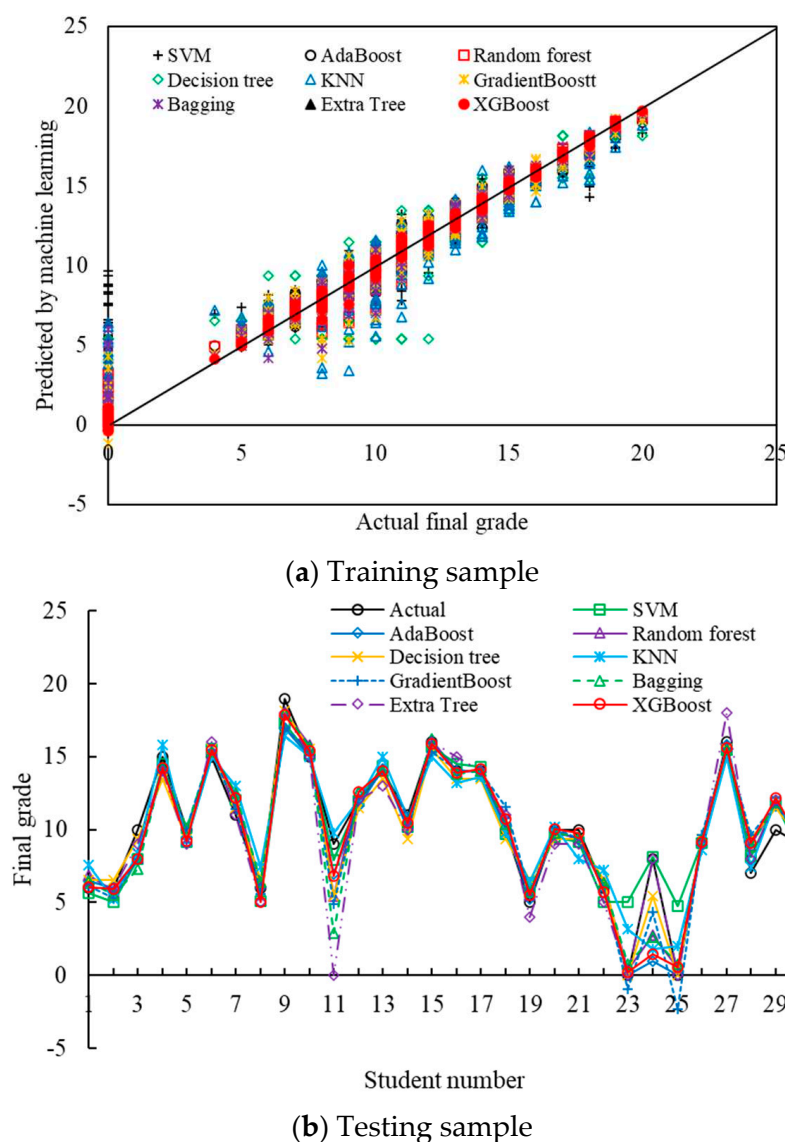 25
SVM AdaBoost Random forest
Decision tree KNN GradientBoostt
Bagging Extra Tree XGBoost
20
15
10
5
0
0 5 10 15 20 25
-5
Predicted by machine learning
Actual final grade
(a) Training sample
25
Actual SVM
AdaBoost Random forest
Decision tree KNN
GradientBoost Bagging
Extra Tree XGBoost
20
15
10
5
0
1 3 5 7 9 11 13 15 17 19 21 23 25 27 29
-5
Final grade
Student number
(b) Testing sample